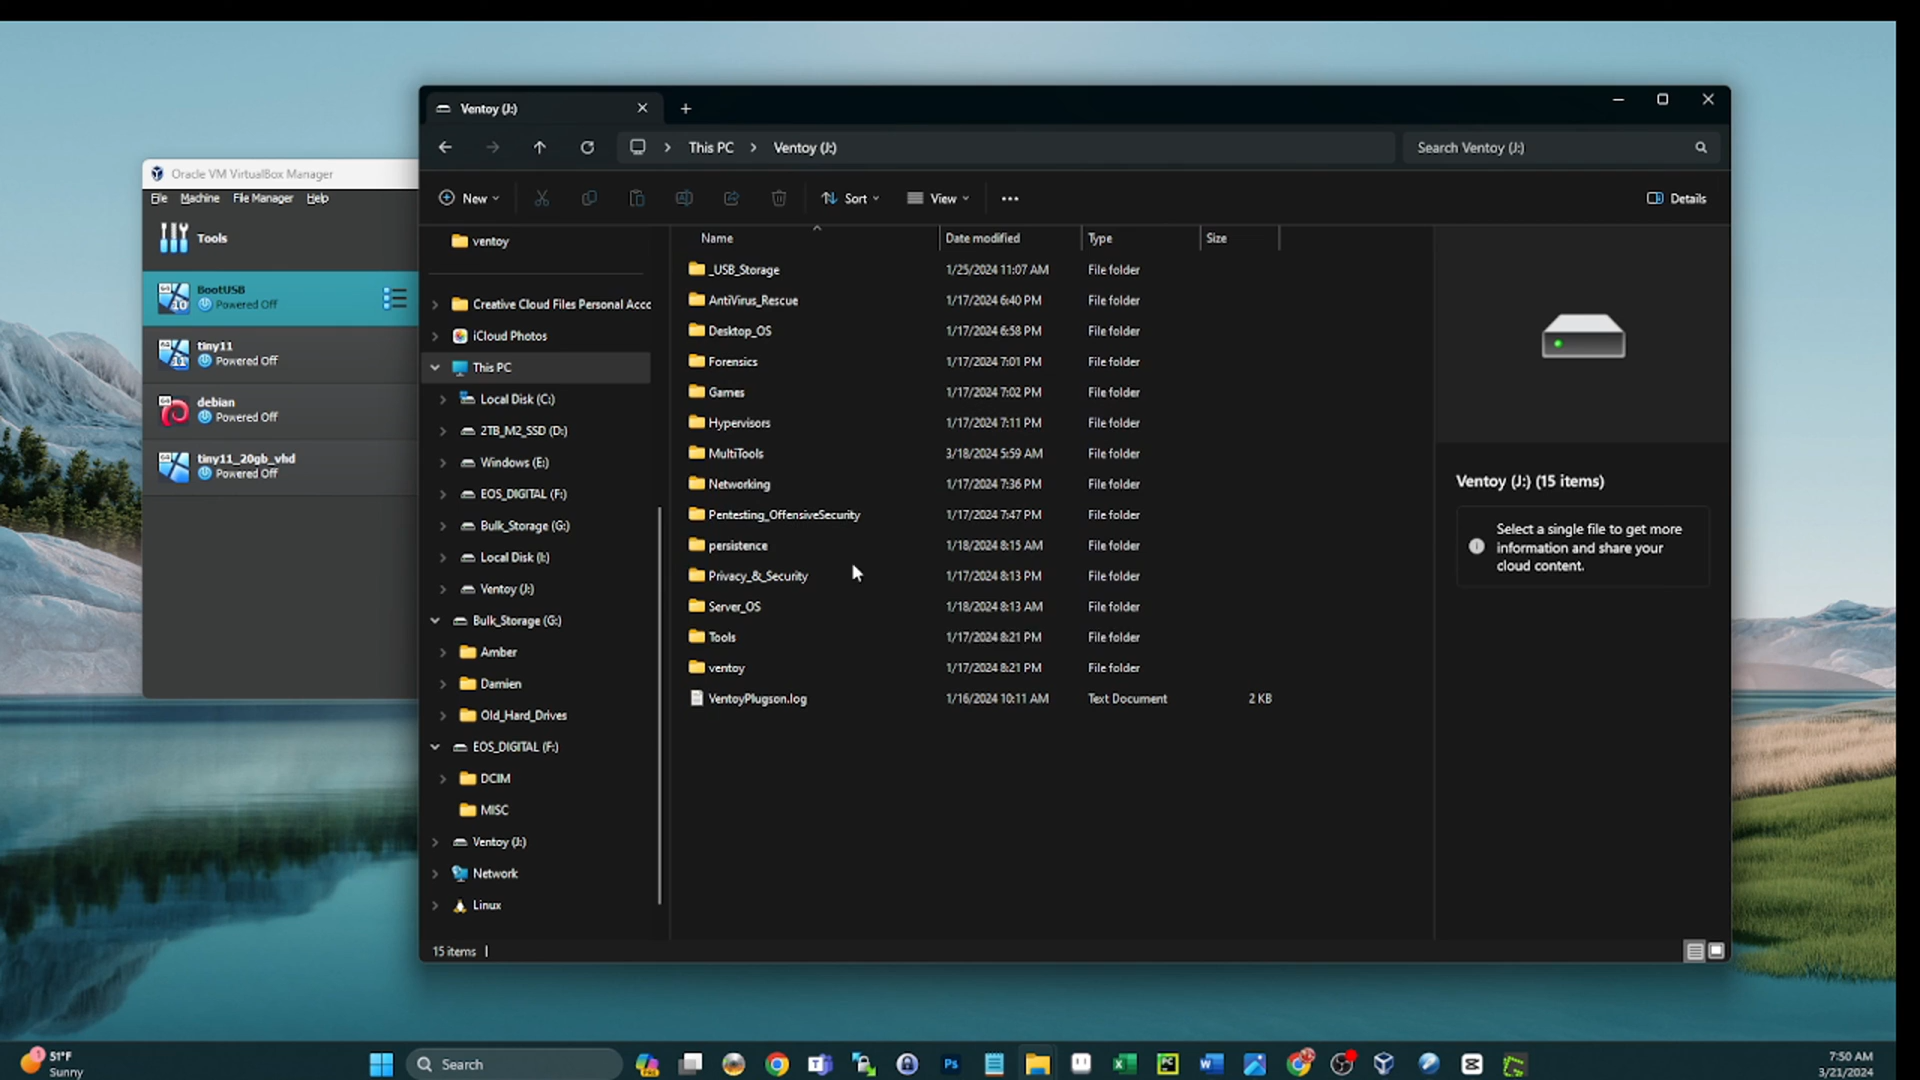 Oracle VM VirtualBox Manager
File Machine File Manager Help
Tools
BootUSB
Powered Off
tiny11
Powered Off
debian
Powered Off
tiny11_20gb_vhd
Powered Off
Ventoy (J:)
This PC > Ventoy (J:)
Search Ventoy (J:)
New
Sort
View
Details
ventoy
Creative Cloud Files Personal Acco
iCloud Photos
This PC
Local Disk (C:)
2TB_M2_SSD (D:)
Windows (E:)
EOS_DIGITAL (F:)
Bulk_Storage (G:)
Local Disk (I:)
Ventoy (J:)
Bulk_Storage (G:)
Amber
Damien
Old_Hard_Drives
EOS_DIGITAL (F:)
DCIM
MISC
Ventoy (J:)
Network
Linux
Name Date modified Type Size
_USB_Storage 1/25/2024 11:07 AM File folder
AntiVirus_Rescue 1/17/2024 6:40 PM File folder
Desktop_OS 1/17/2024 6:58 PM File folder
Forensics 1/17/2024 7:01 PM File folder
Games 1/17/2024 7:02 PM File folder
Hypervisors 1/17/2024 7:11 PM File folder
MultiTools 3/18/2024 5:59 AM File folder
Networking 1/17/2024 7:36 PM File folder
Pentesting_OffensiveSecurity 1/17/2024 7:47 PM File folder
persistence 1/18/2024 8:15 AM File folder
Privacy_&_Security 1/17/2024 8:13 PM File folder
Server_OS 1/18/2024 8:13 AM File folder
Tools 1/17/2024 8:21 PM File folder
ventoy 1/17/2024 8:21 PM File folder
VentoyPlugson.log 1/16/2024 10:11 AM Text Document 2 KB
Ventoy (J:) (15 items)
Select a single file to get more
information and share your
cloud content.
15 items
51°F
Sunny
Search
7:50 AM
3/21/2024